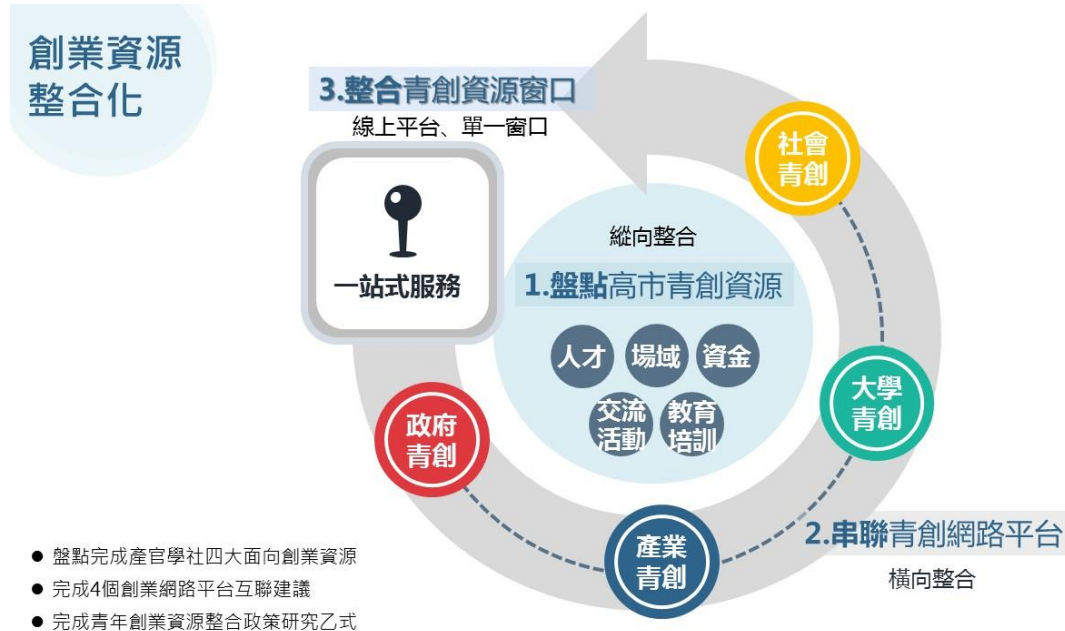 創業資源
整合化
3.整合青創資源窗口
線上平台、單一窗口
一站式服務
縱向整合
1.盤點高市青創資源
人才
場域
資金
交流
活動
教育
培訓
社會
青創
大學
青創
產業
青創
政府
青創
2.串聯青創網路平台
橫向整合
● 盤點完成產官學社四大面向創業資源
● 完成4個創業網路平台互聯建議
● 完成青年創業資源整合政策研究乙式